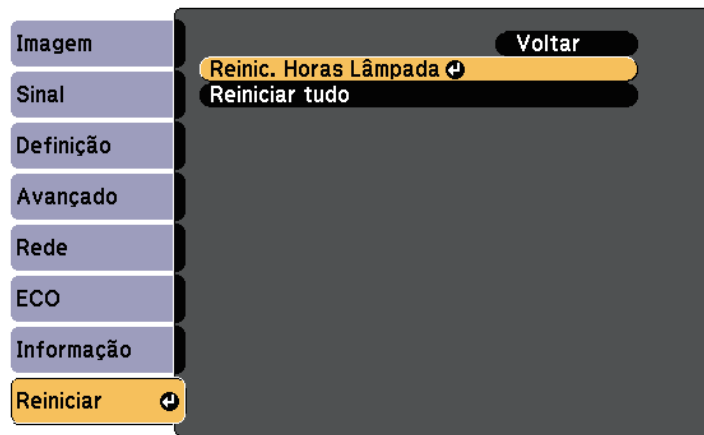 Imagem
Sinal
Definição
Avançado
Rede
ECO
Informação
Reiniciar
Voltar
Reinic. Horas Lâmpada
Reiniciar tudo